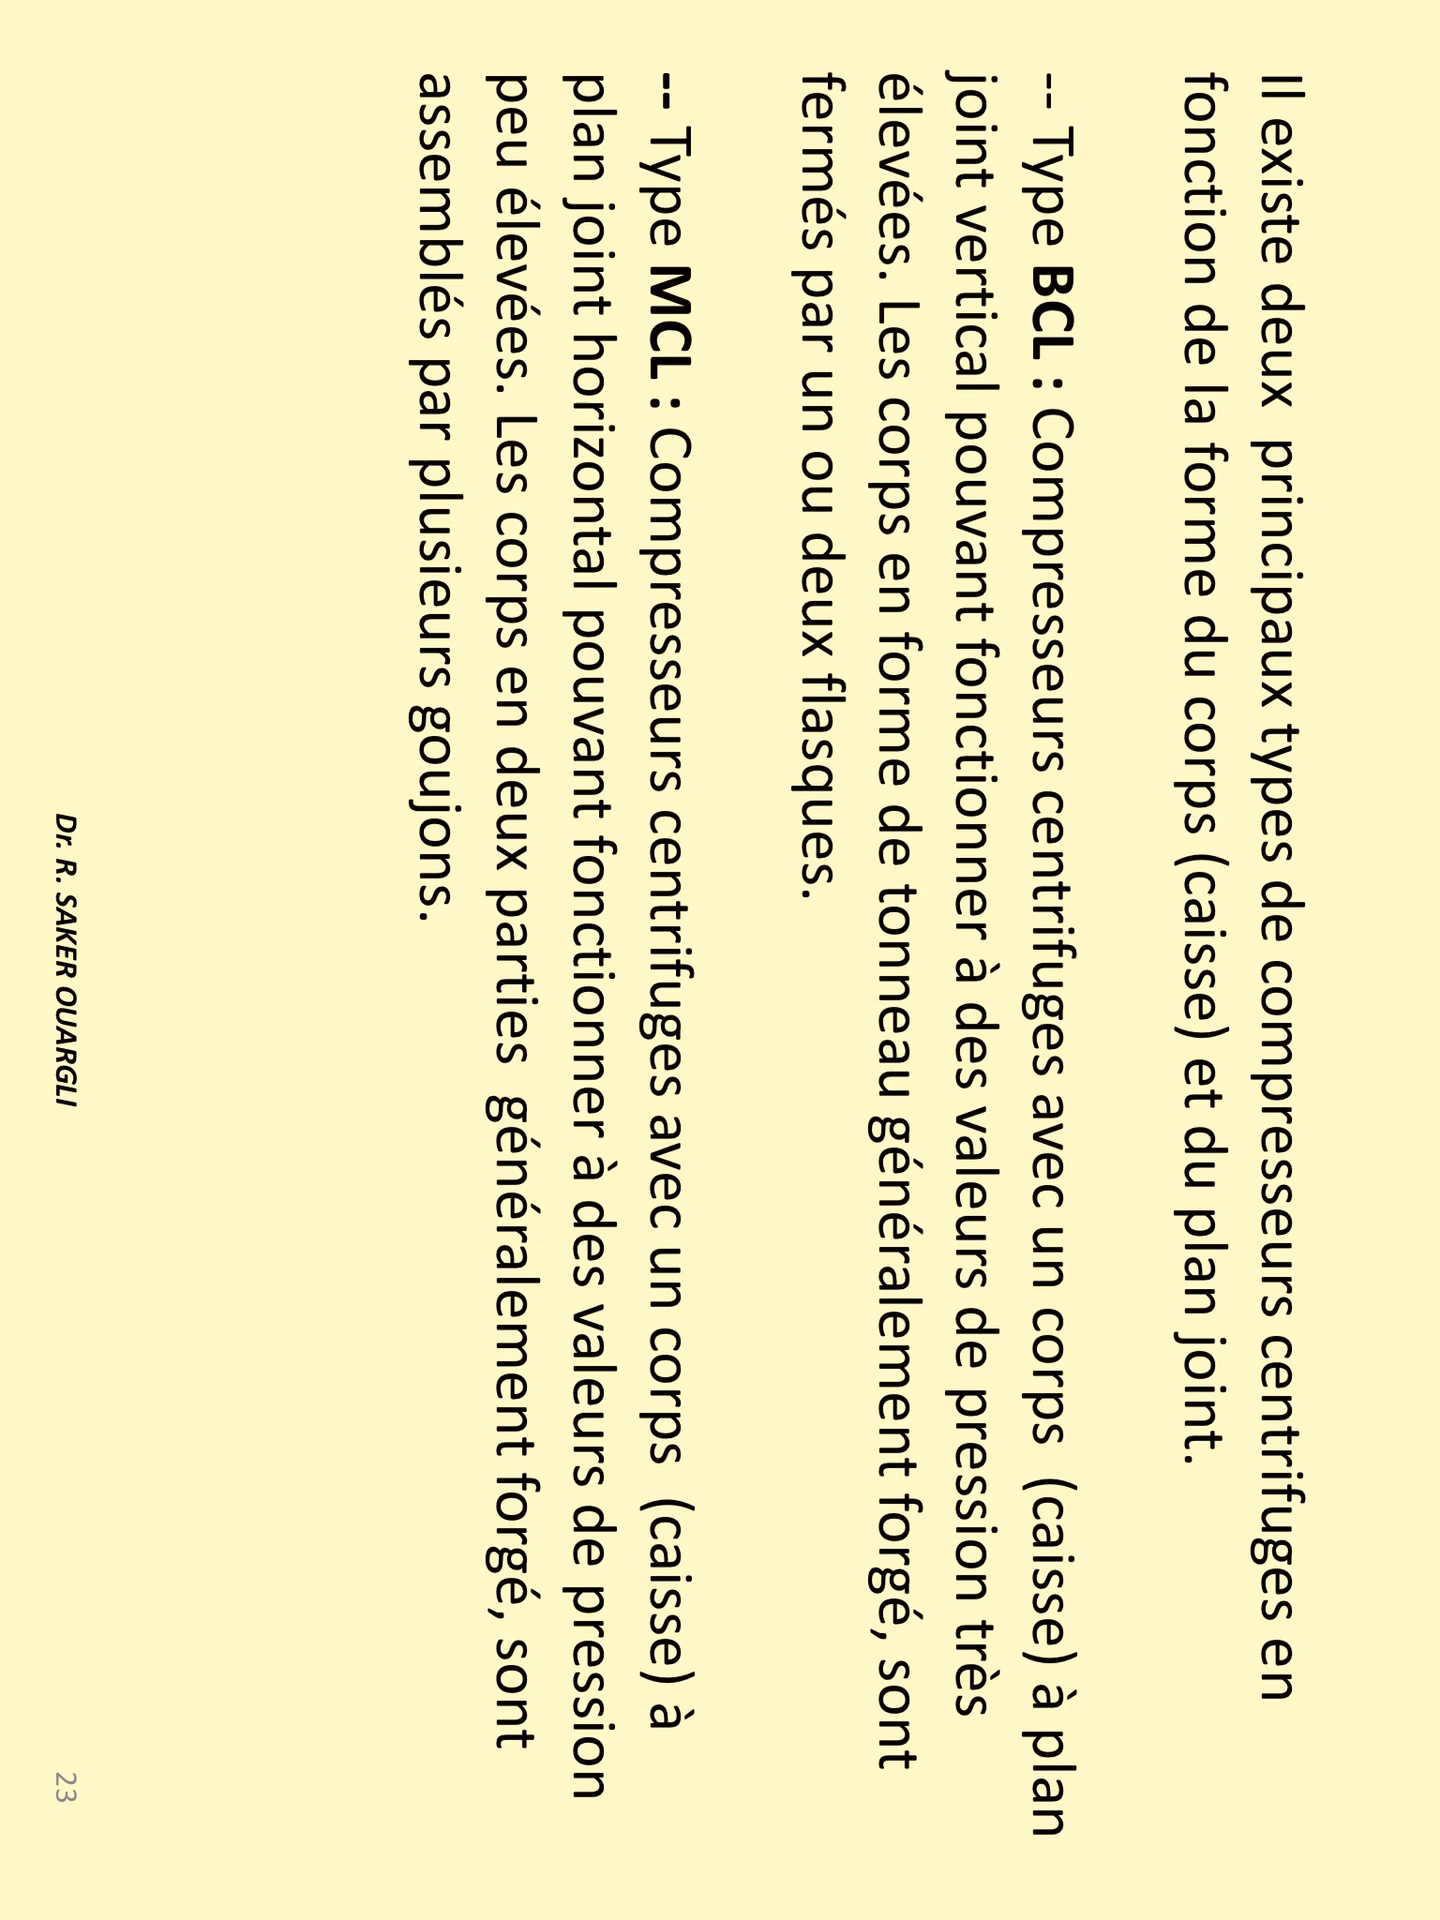 Il existe deux  principaux types de compresseurs centrifuges en
fonction de la forme du corps (caisse) et du plan joint.
-- Type BCL : Compresseurs centrifuges avec un corps  (caisse) à plan
joint vertical pouvant fonctionner à des valeurs de pression très
élevées. Les corps en forme de tonneau généralement forgé, sont
fermés par un ou deux flasques.
-- Type MCL : Compresseurs centrifuges avec un corps  (caisse) à
plan joint horizontal pouvant fonctionner à des valeurs de pression
peu élevées. Les corps en deux parties  généralement forgé, sont
assemblés par plusieurs goujons.
Dr. R. SAKER OUARGLI
23